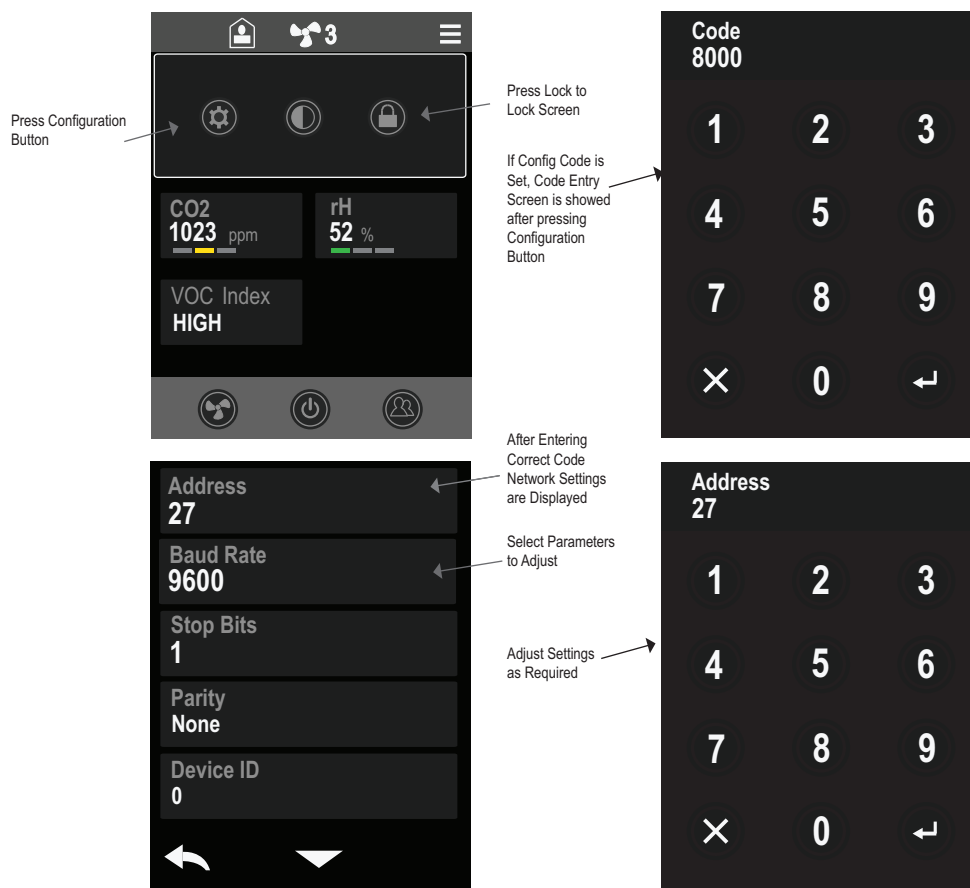 3
Press Configuration
Button
Press Lock to
Lock Screen
CO2
1023 ppm
rH
52 %
VOC Index
HIGH
If Config Code is
Set, Code Entry
Screen is showed
after pressing
Configuration
Button
Code
8000
1 2 3
4 5 6
7 8 9
0
Address
27
Baud Rate
9600
Stop Bits
1
Parity
None
Device ID
0
After Entering
Correct Code
Network Settings
are Displayed
Select Parameters
to Adjust
Adjust Settings
as Required
Address
27
1 2 3
4 5 6
7 8 9
0